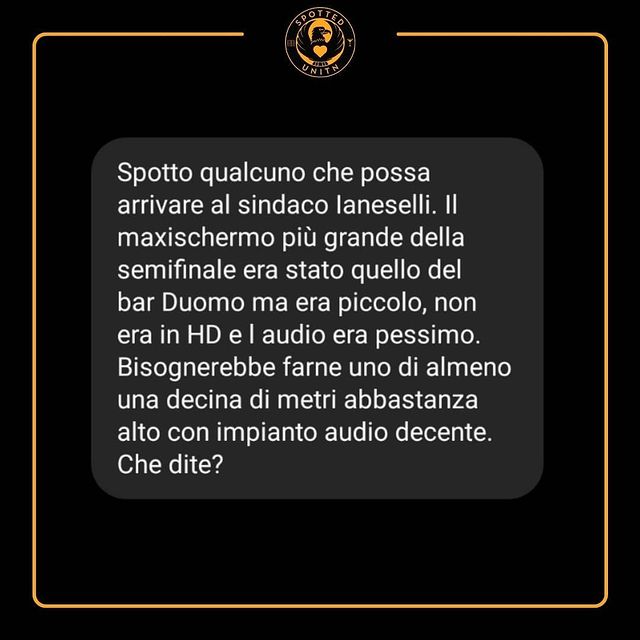 SPOTTED
UNITN
Spotto qualcuno che possa
arrivare al sindaco Ianeselli. Il
maxischermo più grande della
semifinale era stato quello del
bar Duomo ma era piccolo, non
era in HD e l audio era pessimo.
Bisognerebbe farne uno di almeno
una decina di metri abbastanza
alto con impianto audio decente.
Che dite?